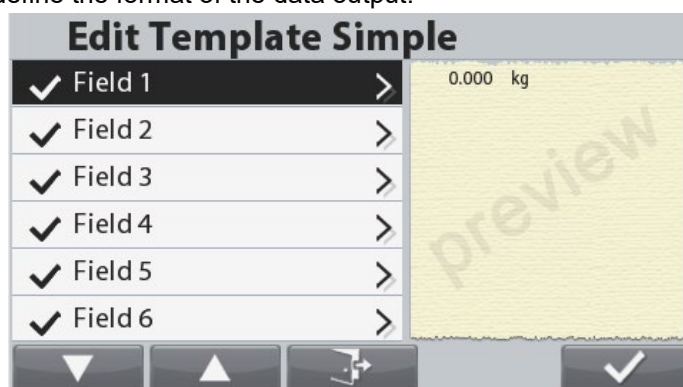 define the format of the data output.
Edit Template Simple
Field 1
0.000 kg
Field 2
Field 3
Field 4
Field 5
Field 6
preview